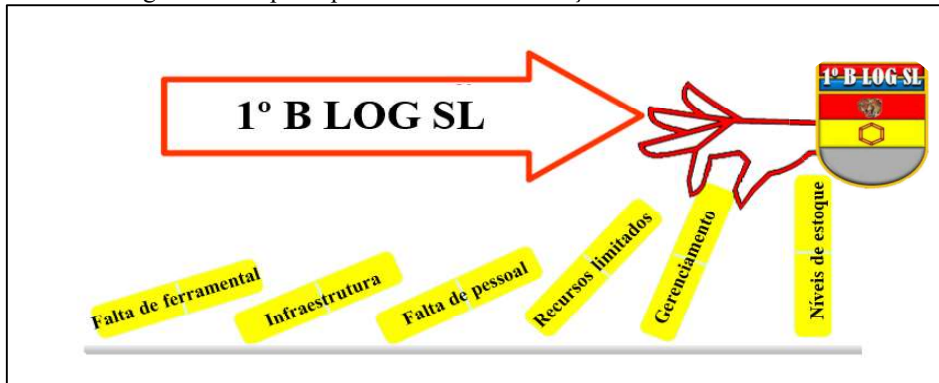 1º B LOG SL
1º B LOG SL
Falta de ferramental
Infraestrutura
Falta de pessoal
Recursos limitados
Gerenciamento
Níveis de estoque